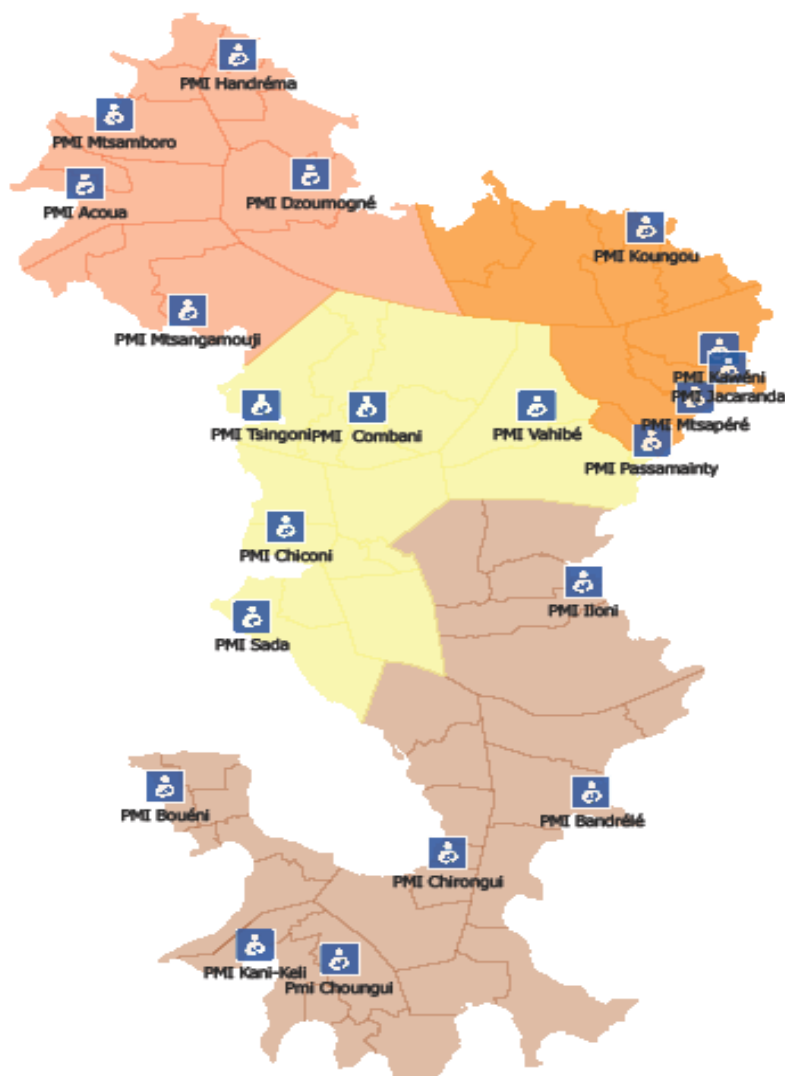 PMI Handréma
PMI Mtsamboro
PMI Dzoumogné
PMI Acoua
PMI Koungou
PMI Mtsangamouji
PMI Kawéni
PMI Jacaranda
PMI Mtsapéré
PMI Tsingoni
PMI  Combani
PMI Vahibé
PMI Passamainty
PMI Chiconi
PMI Iloni
PMI Sada
PMI Bouéni
PMI Bandrélé
PMI Chirongui
PMI Kani-Keli
Pmi Choungui